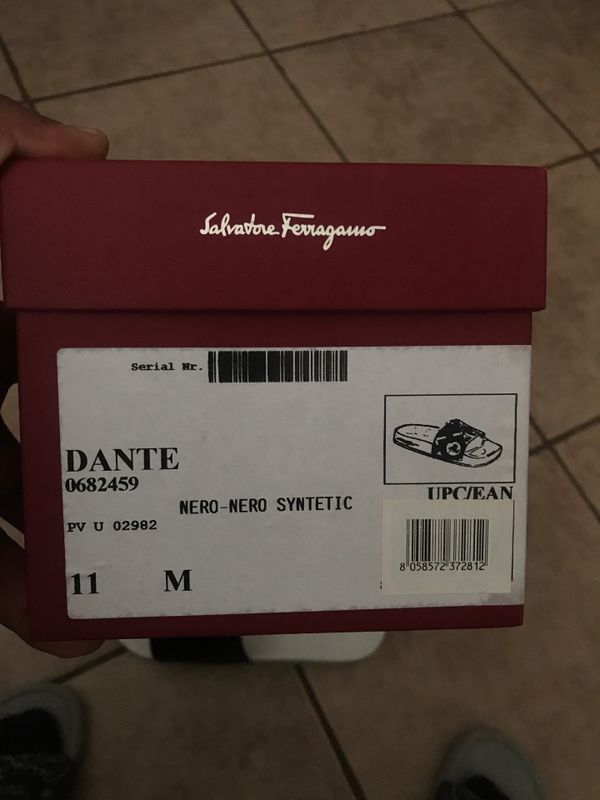 Salvatore Ferragamo
Serial Nr.
DANTE
0682459
NERO-NERO SYNTETIC
PV U 02982
11 M
UPC/EAN
8 058572 372812